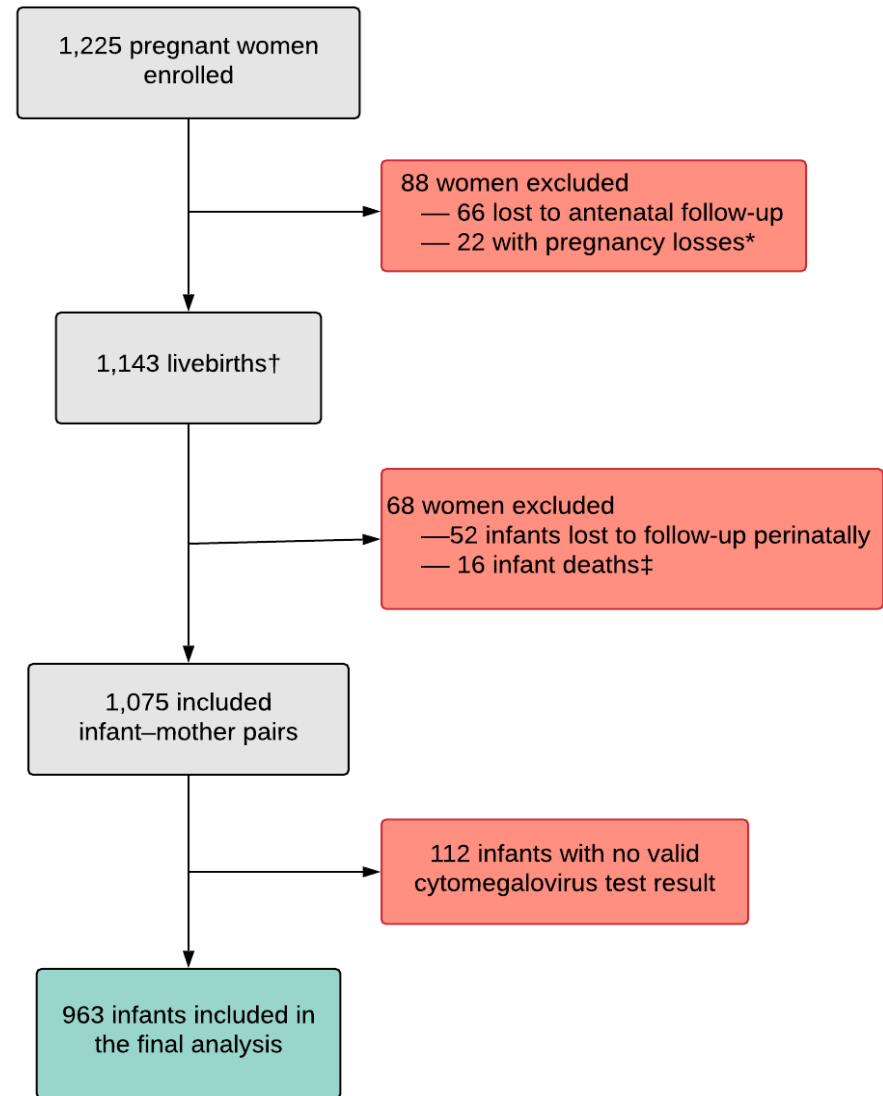 1,225 pregnant women
enrolled
88 women excluded
— 66 lost to antenatal follow-up
— 22 with pregnancy losses*
1,143 livebirths†
68 women excluded
—52 infants lost to follow-up perinatally
— 16 infant deaths‡
1,075 included
infant–mother pairs
112 infants with no valid
cytomegalovirus test result
963 infants included in
the final analysis